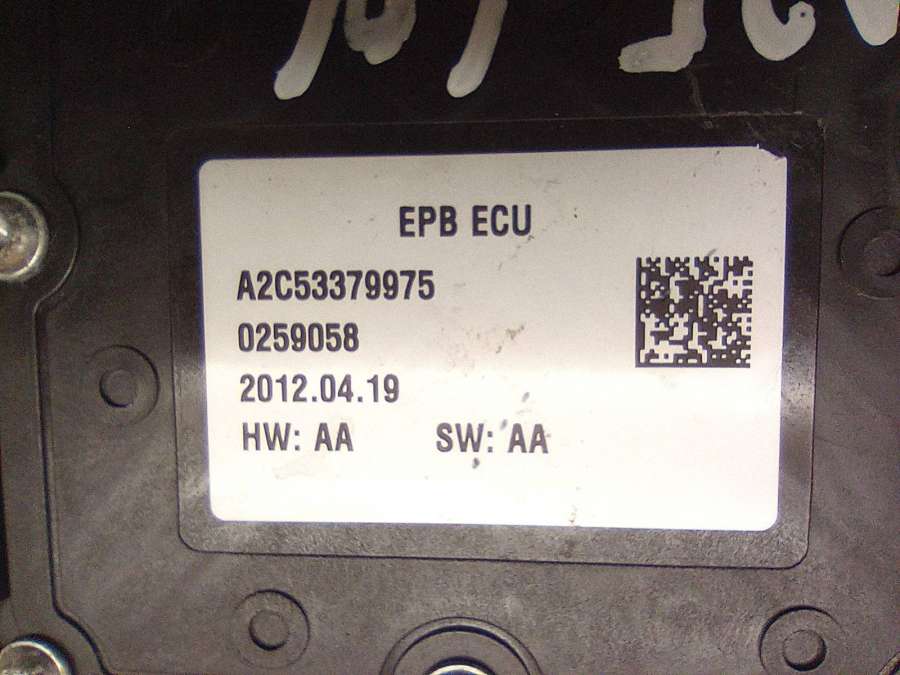 EPB ECU
A2C53379975
0259058
2012.04.19
HW: AA SW: AA